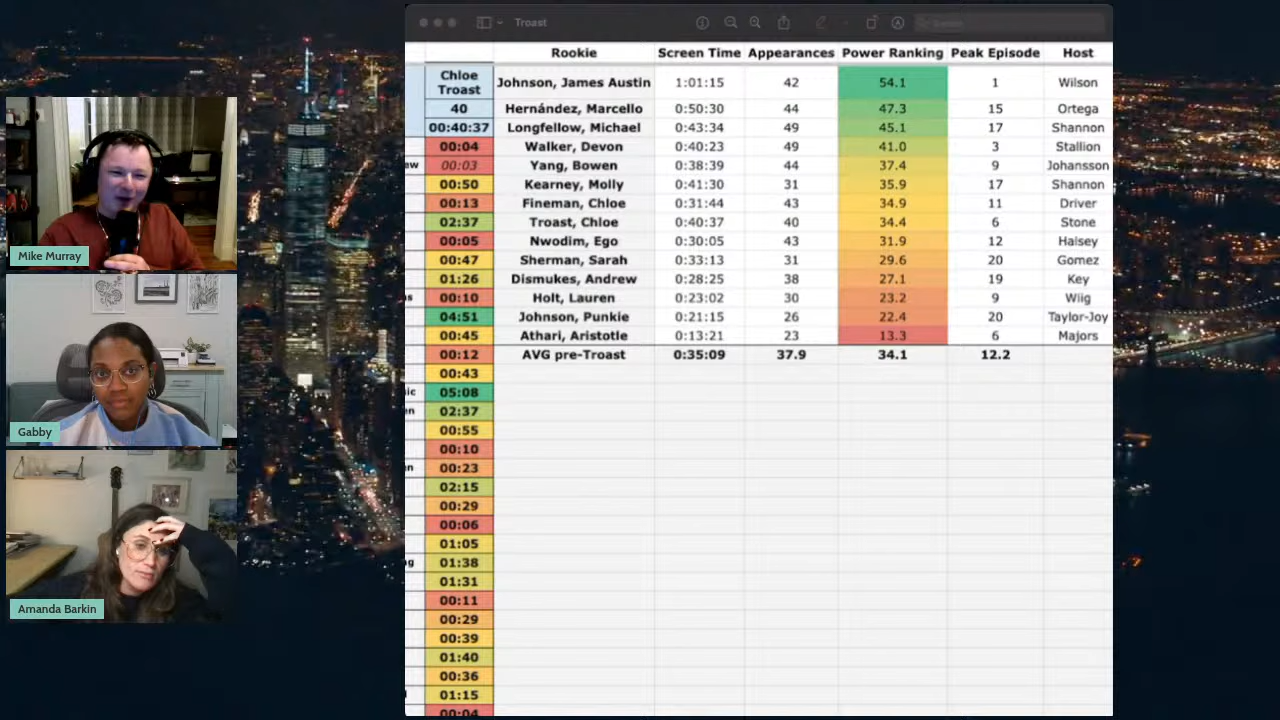 Troast
Search
Rookie Screen Time Appearances Power Ranking Peak Episode Host
Chloe Troast Johnson, James Austin 1:01:15 42 54.1 1 Wilson
40 Hernández, Marcello 0:50:30 44 47.3 15 Ortega
00:40:37 Longfellow, Michael 0:43:34 49 45.1 17 Shannon
00:04 Walker, Devon 0:40:23 49 41.0 3 Stallion
ew 00:03 Yang, Bowen 0:38:39 44 37.4 9 Johansson
00:50 Kearney, Molly 0:41:30 31 35.9 17 Shannon
00:13 Fineman, Chloe 0:31:44 43 34.9 11 Driver
02:37 Troast, Chloe 0:40:37 40 34.4 6 Stone
00:05 Nwodim, Ego 0:30:05 43 31.9 12 Halsey
00:47 Sherman, Sarah 0:33:13 31 29.6 20 Gomez
01:26 Dismukes, Andrew 0:28:25 38 27.1 19 Key
s 00:10 Holt, Lauren 0:23:02 30 23.2 9 Wiig
04:51 Johnson, Punkie 0:21:15 26 22.4 20 Taylor-Joy
00:45 Athari, Aristotle 0:13:21 23 13.3 6 Majors
00:12 AVG pre-Troast 0:35:09 37.9 34.1 12.2
00:43
ic 05:08
n 02:37
00:55
00:10
n 00:23
02:15
00:29
00:06
01:05
g 01:38
01:31
00:11
00:29
00:39
01:40
00:36
01:15
00:04
Mike Murray
Gabby
Amanda Barkin